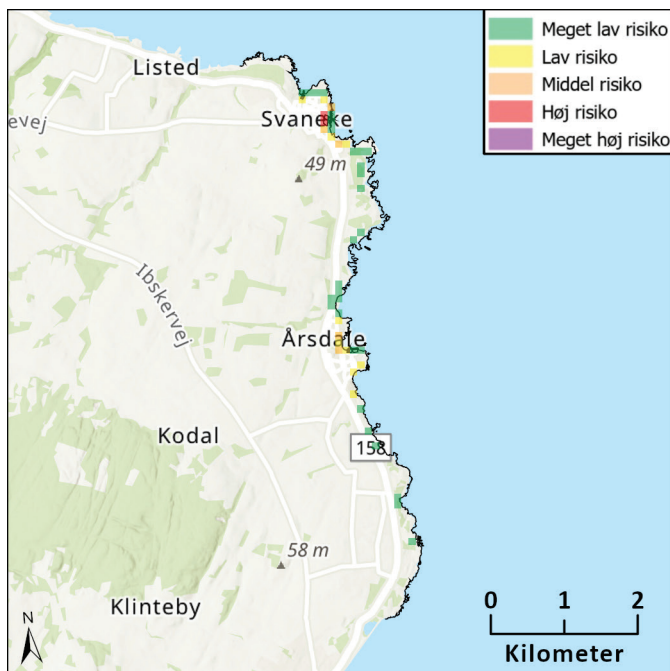 Meget lav risiko
Lav risiko
Middel risiko
Høj risiko
Meget høj risiko
Listed
evej
Svaneke
49 m
Ibskervej
Årsdale
Kodal
158
58 m
Klinteby
N
0 1 2
Kilometer